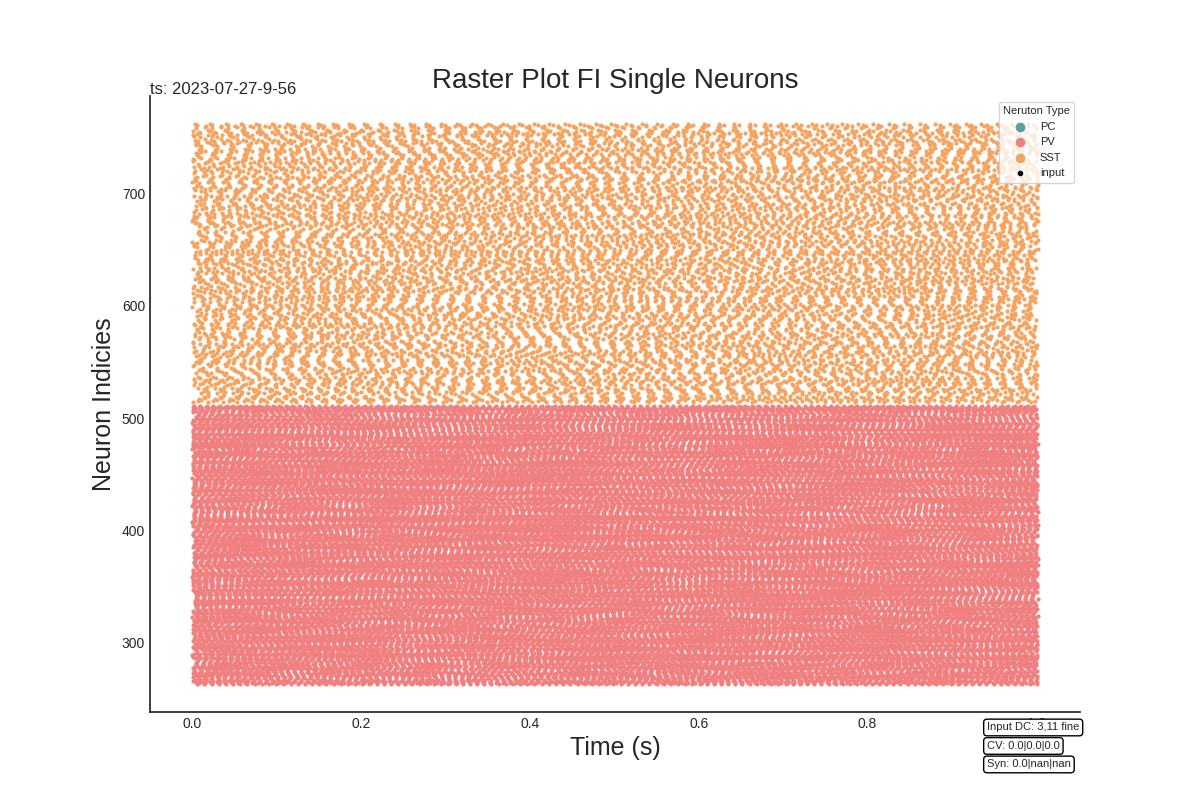 Raster Plot FI Single Neurons
ts: 2023-07-27-9-56
Neruton Type
PC
PV
SST
input
700
600
500
400
300
Neuron Indicies
0.0
0.2
0.4
0.6
0.8
Time (s)
Input DC: 3,11 fine
CV: 0.0|0.0|0.0
Syn: 0.0|nan|nan